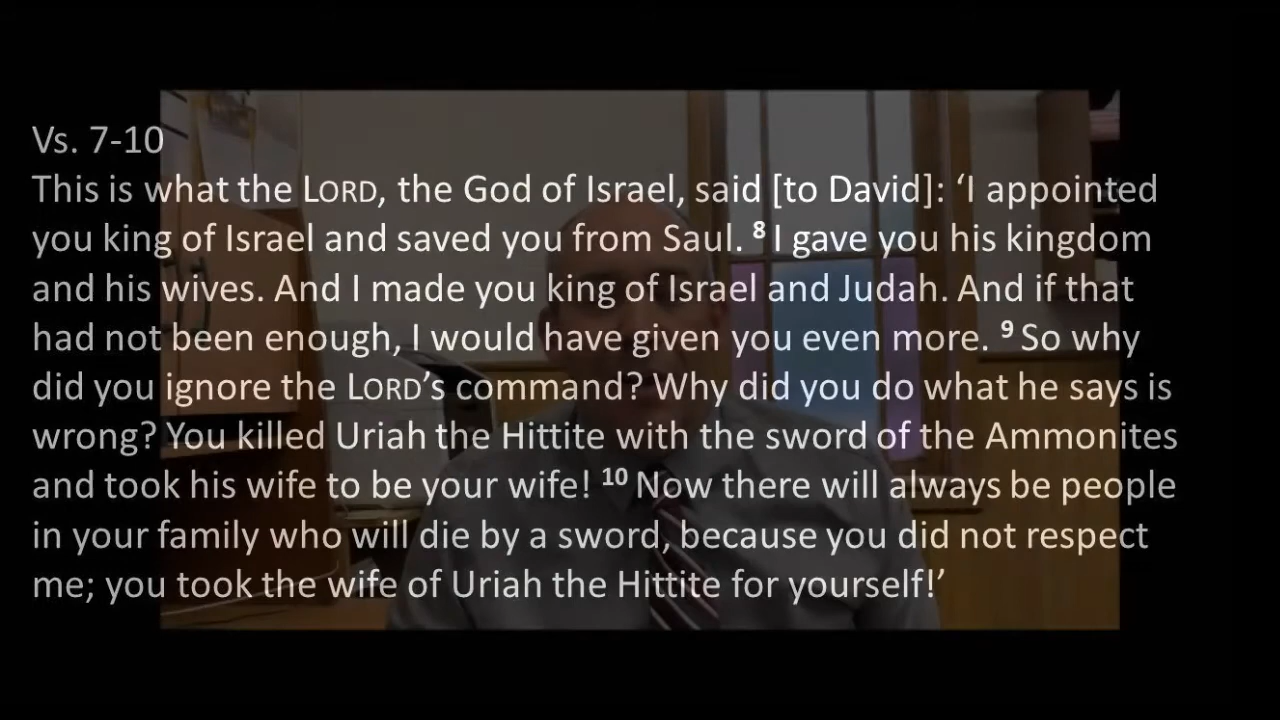 Vs. 7-10
This is what the LORD, the God of Israel, said [to David]: ‘I appointed
you king of Israel and saved you from Saul. 8 I gave you his kingdom
and his wives. And I made you king of Israel and Judah. And if that
had not been enough, I would have given you even more. 9 So why
did you ignore the LORD’s command? Why did you do what he says is
wrong? You killed Uriah the Hittite with the sword of the Ammonites
and took his wife to be your wife! 10 Now there will always be people
in your family who will die by a sword, because you did not respect
me; you took the wife of Uriah the Hittite for yourself!’